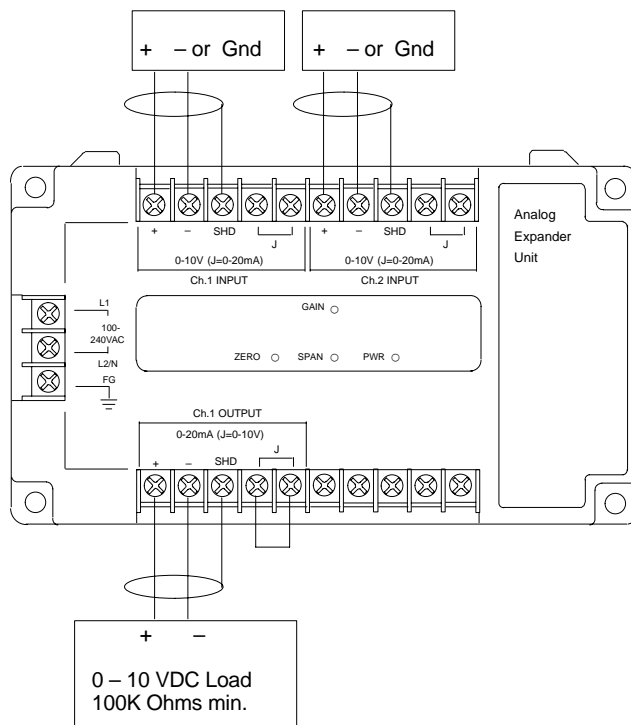 + – or Gnd
+ – or Gnd
+ – SHD
J
+ – SHD
J
0-10V (J=0-20mA)
0-10V (J=0-20mA)
Ch.1 INPUT
Ch.2 INPUT
Analog
Expander
Unit
L1
100-
240VAC
L2/N
FG
GAIN
ZERO
SPAN
PWR
Ch.1 OUTPUT
0-20mA (J=0-10V)
+ – SHD
J
+ –
0 – 10 VDC Load
100K Ohms min.